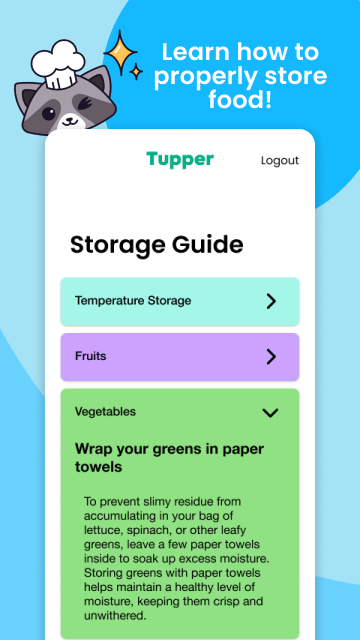 Learn how to
properly store
food!
Tupper
Logout
Storage Guide
Temperature Storage
Fruits
Vegetables
Wrap your greens in paper
towels
To prevent slimy residue from
accumulating in your bag of
lettuce, spinach, or other leafy
greens, leave a few paper towels
inside to soak up excess moisture.
Storing greens with paper towels
helps maintain a healthy level of
moisture, keeping them crisp and
unwithered.